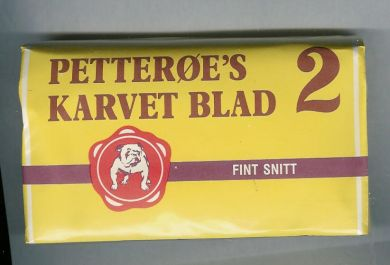 PETTERØE'S
KARVET BLAD 2
FINT SNITT